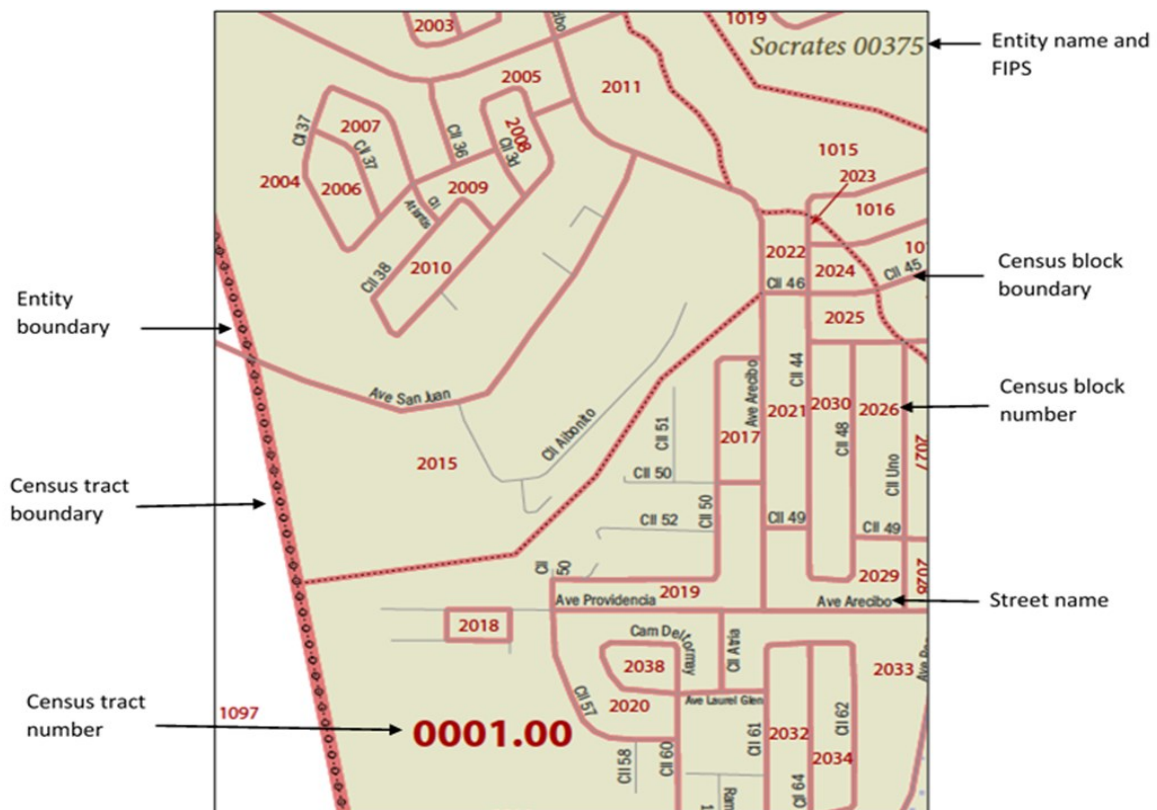 2003
1019
Socrates 00375
Entity name and
FIPS
2005
2011
2007
2008
Cll 36
Cll 37
Cll 37
1015
2023
2004
2006
2009
1016
Cll
2010
Cll 38
2022
2024
Cll 45
Cll 46
Census block
boundary
Entity
boundary
2025
Ave San Juan
Ave Arecibo
Cll 44
2030
2026
2021
Census block
number
2017
Cll 48
2027
Cll Aibonito
Cll 51
2015
Cll 50
Cll Uno
Census tract
boundary
Cll 50
Cll 52
Cll 49
Cll 49
Cll
50
2029
2028
2019
Ave Providencia
Ave Arecibo
Street name
2018
Cam Del
Cll Atria
2038
2033
Cll 57
2020
Ave Laurel Glen
Census tract
number
1097
0001.00
Cll 61
2032
Cll 62
2034
Cll 58
Cll 60
Cll 64